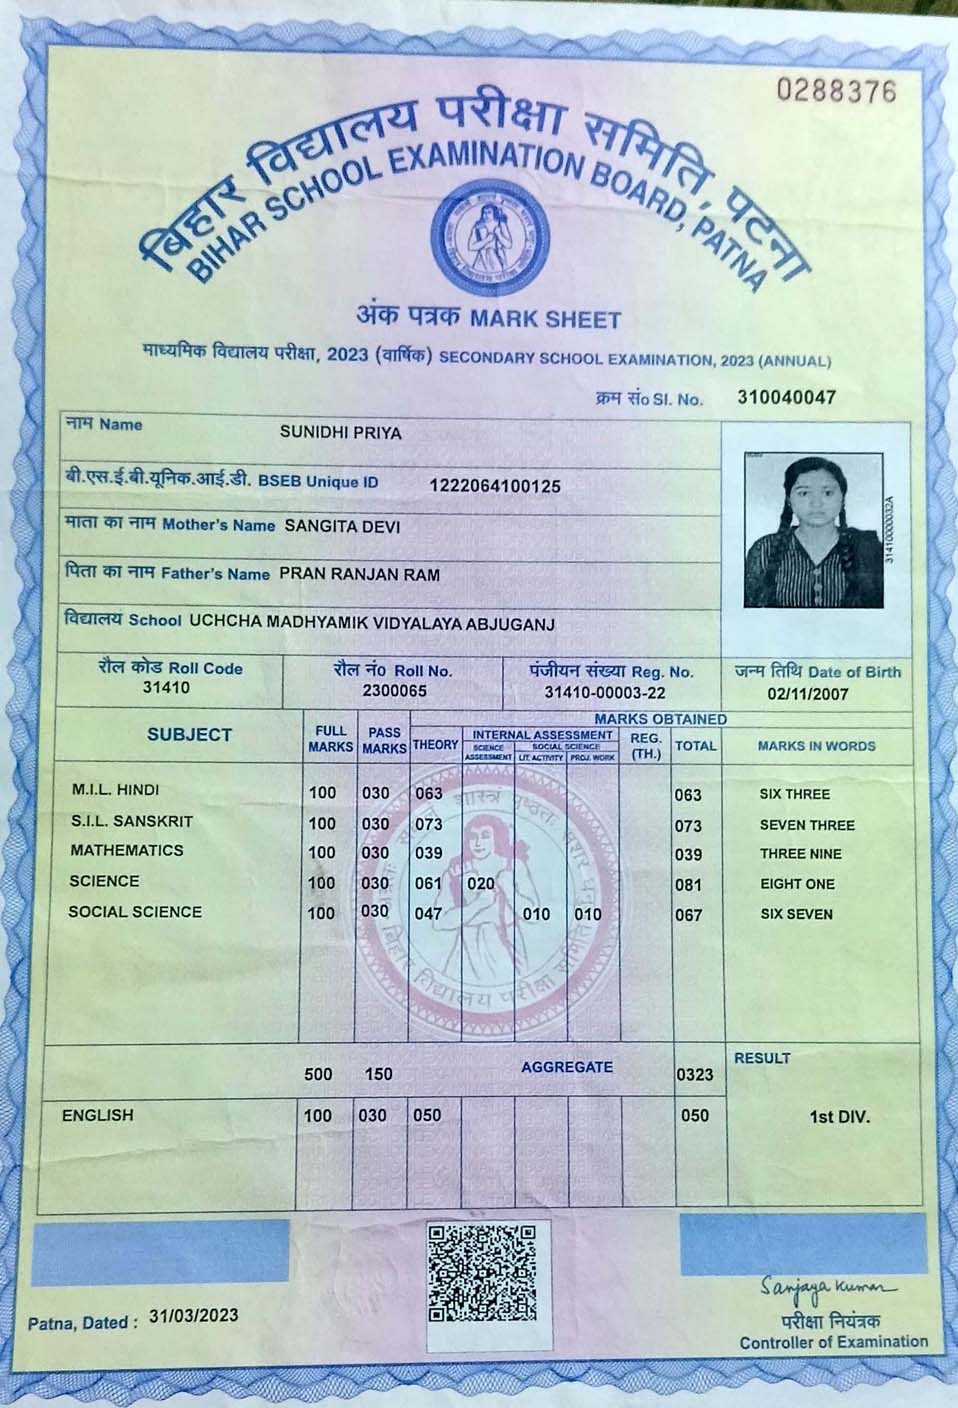 0288376
बिहार विद्यालय परीक्षा समिति, पटना
BIHAR SCHOOL EXAMINATION BOARD, PATNA
अंक पत्रक MARK SHEET
माध्यमिक विद्यालय परीक्षा, 2023 (वार्षिक) SECONDARY SCHOOL EXAMINATION, 2023 (ANNUAL)
क्रम सं० Sl. No. 310040047
नाम Name SUNIDHI PRIYA
बी.एस.ई.बी.यूनिक.आई.डी. BSEB Unique ID 1222064100125
माता का नाम Mother's Name SANGITA DEVI
पिता का नाम Father's Name PRAN RANJAN RAM
विद्यालय School UCHCHA MADHYAMIK VIDYALAYA ABJUGANJ
31410000032A
रौल कोड Roll Code रौल नं० Roll No. पंजीयन संख्या Reg. No. जन्म तिथि Date of Birth
31410 2300065 31410-00003-22 02/11/2007
SUBJECT FULL MARKS PASS MARKS MARKS OBTAINED
THEORY INTERNAL ASSESSMENT REG. (TH.) TOTAL MARKS IN WORDS
SCIENCE ASSESSMENT SOCIAL SCIENCE
LIT. ACTIVITY PROJ. WORK
M.I.L. HINDI 100 030 063 063 SIX THREE
S.I.L. SANSKRIT 100 030 073 073 SEVEN THREE
MATHEMATICS 100 030 039 039 THREE NINE
SCIENCE 100 030 061 020 081 EIGHT ONE
SOCIAL SCIENCE 100 030 047 010 010 067 SIX SEVEN
बिहार विद्यालय परीक्षा समिति
500 150 AGGREGATE 0323 RESULT
ENGLISH 100 030 050 050 1st DIV.
Sanjaya Kumar
Patna, Dated : 31/03/2023
परीक्षा नियंत्रक
Controller of Examination